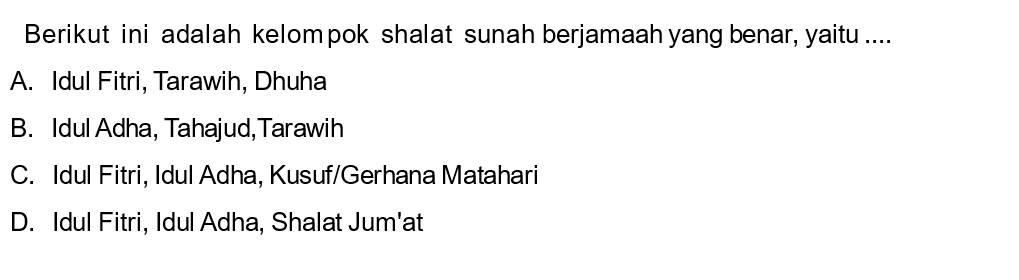 Berikut ini adalah kelompok shalat sunah berjamaah yang benar, yaitu ....
A. Idul Fitri, Tarawih, Dhuha
B. Idul Adha, Tahajud,Tarawih
C. Idul Fitri, Idul Adha, Kusuf/Gerhana Matahari
D. Idul Fitri, Idul Adha, Shalat Jum'at